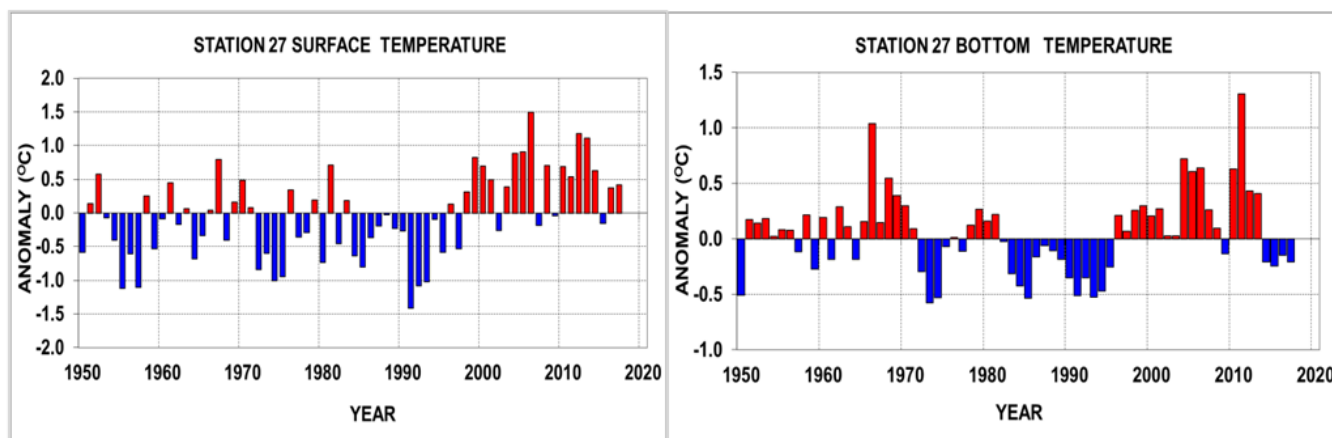 STATION 27 SURFACE TEMPERATURE
2.0
1.5
1.0
0.5
0.0
-0.5
-1.0
-1.5
-2.0
ANOMALY (°C)
1950 1960 1970 1980 1990 2000 2010 2020
YEAR
STATION 27 BOTTOM TEMPERATURE
1.5
1.0
0.5
0.0
-0.5
-1.0
ANOMALY (°C)
1950 1960 1970 1980 1990 2000 2010 2020
YEAR